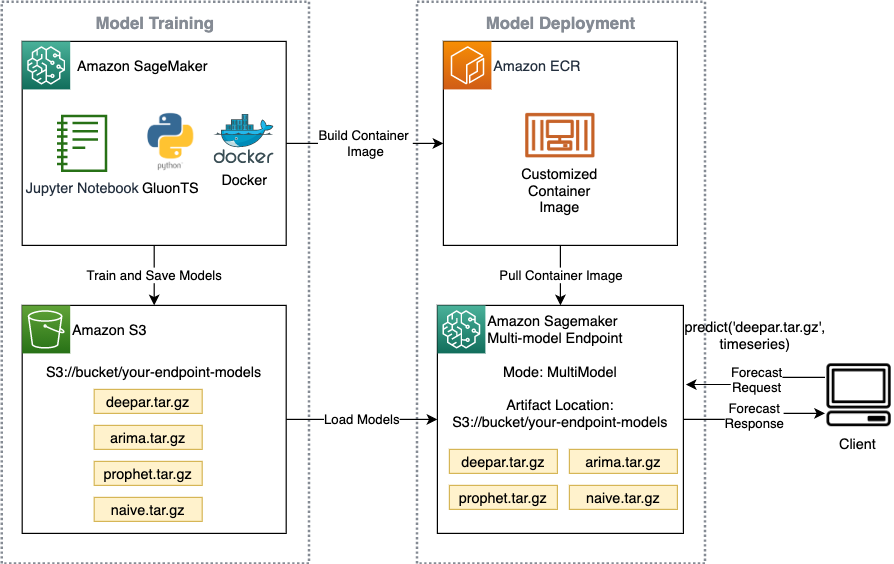 Model Training
Amazon SageMaker
python
docker
Jupyter Notebook
GluonTS
Docker
Build Container
Image
Model Deployment
Amazon ECR
Customized
Container
Image
Train and Save Models
Pull Container Image
Amazon S3
S3://bucket/your-endpoint-models
deepar.tar.gz
arima.tar.gz
prophet.tar.gz
naive.tar.gz
Load Models
Amazon Sagemaker
Multi-model Endpoint
Mode: MultiModel
Artifact Location:
S3://bucket/your-endpoint-models
deepar.tar.gz
arima.tar.gz
prophet.tar.gz
naive.tar.gz
predict('deepar.tar.gz',
timeseries)
Forecast
Request
Forecast
Response
Client